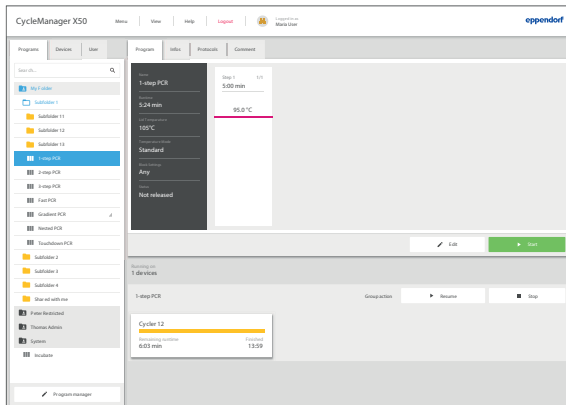 CycleManager X50
Menu
View
Help
Logout
Logged in as
Maria User
eppendorf
Programs
Devices
User
Search...
My Folder
Subfolder 1
Subfolder 11
Subfolder 12
Subfolder 13
1-step PCR
2-step PCR
3-step PCR
Fast PCR
Gradient PCR
Nested PCR
Touchdown PCR
Subfolder 2
Subfolder 3
Subfolder 4
Shared with me
Peter Restricted
Thomas Admin
System
Incubate
Program manager
Program
Infos
Protocols
Comment
Name
1-step PCR
Duration
5:24 min
Lid Temperature
105°C
Temperature Mode
Standard
Block Settings
Any
Status
Not released
Step 1 1/1
5:00 min
95.0 °C
Edit
Start
Running on
1 devices
1-step PCR
Group action
Resume
Stop
Cycler 12
Remaining runtime Finished
6:03 min 13:59